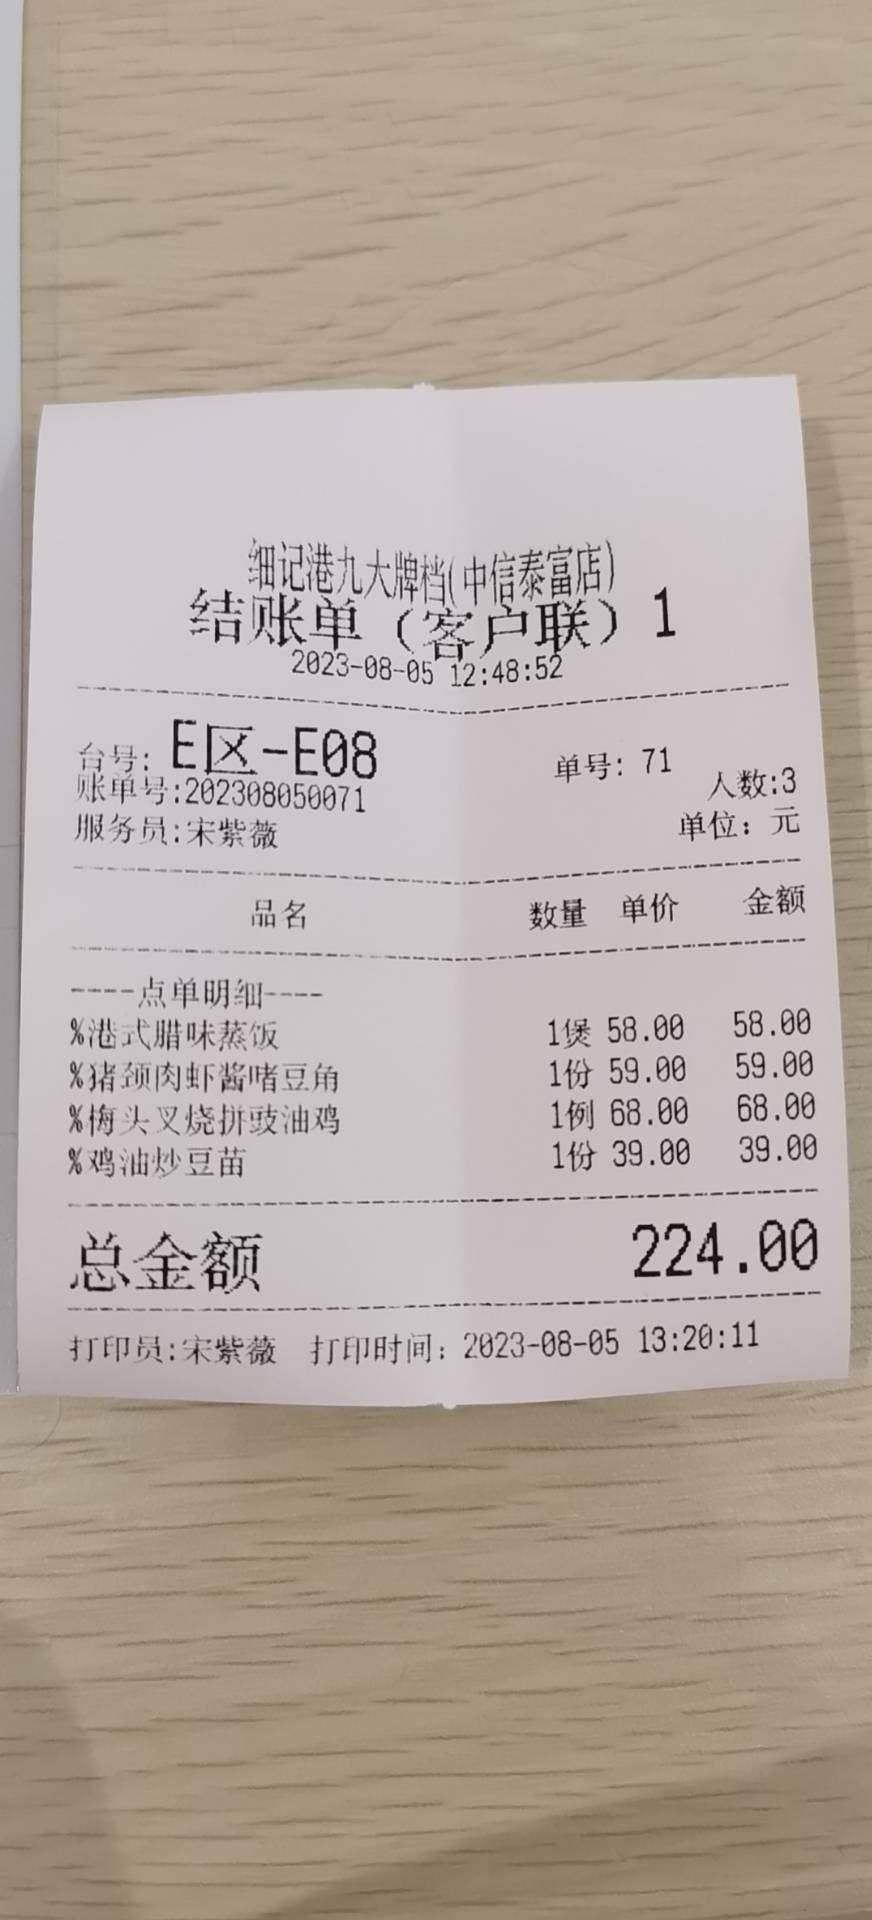 细记港九大牌档(中信泰富店)
结账单（客户联）1
2023-08-05 12:48:52
台号: E区-E08 单号: 71
账单号:202308050071 人数:3
服务员:宋紫薇 单位: 元
品名 数量 单价 金额
----点单明细----
%港式腊味蒸饭 1煲 58.00 58.00
%猪颈肉虾酱啫豆角 1份 59.00 59.00
%梅头叉烧拼豉油鸡 1例 68.00 68.00
%鸡油炒豆苗 1份 39.00 39.00
总金额 224.00
打印员:宋紫薇 打印时间: 2023-08-05 13:20:11